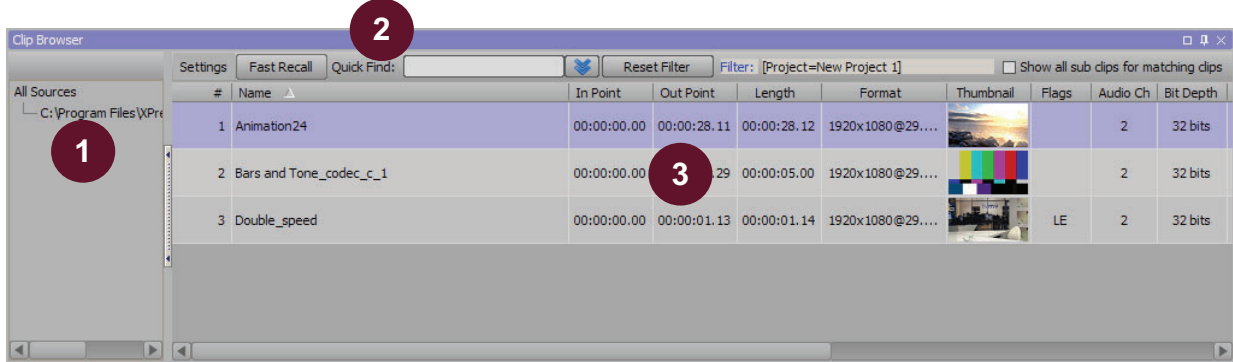 2
Clip Browser
Settings Fast Recall Quick Find: Reset Filter Filter: [Project=New Project 1] Show all sub clips for matching clips
All Sources # Name In Point Out Point Length Format Thumbnail Flags Audio Ch Bit Depth
C:\Program Files\XPre
1
1 Animation24 00:00:00.00 00:00:28.11 00:00:28.12 1920x1080@29.... 2 32 bits
2 Bars and Tone_codec_c_1 00:00:00.00 3 .29 00:00:05.00 1920x1080@29.... 2 32 bits
3 Double_speed 00:00:00.00 00:00:01.13 00:00:01.14 1920x1080@29.... LE 2 32 bits